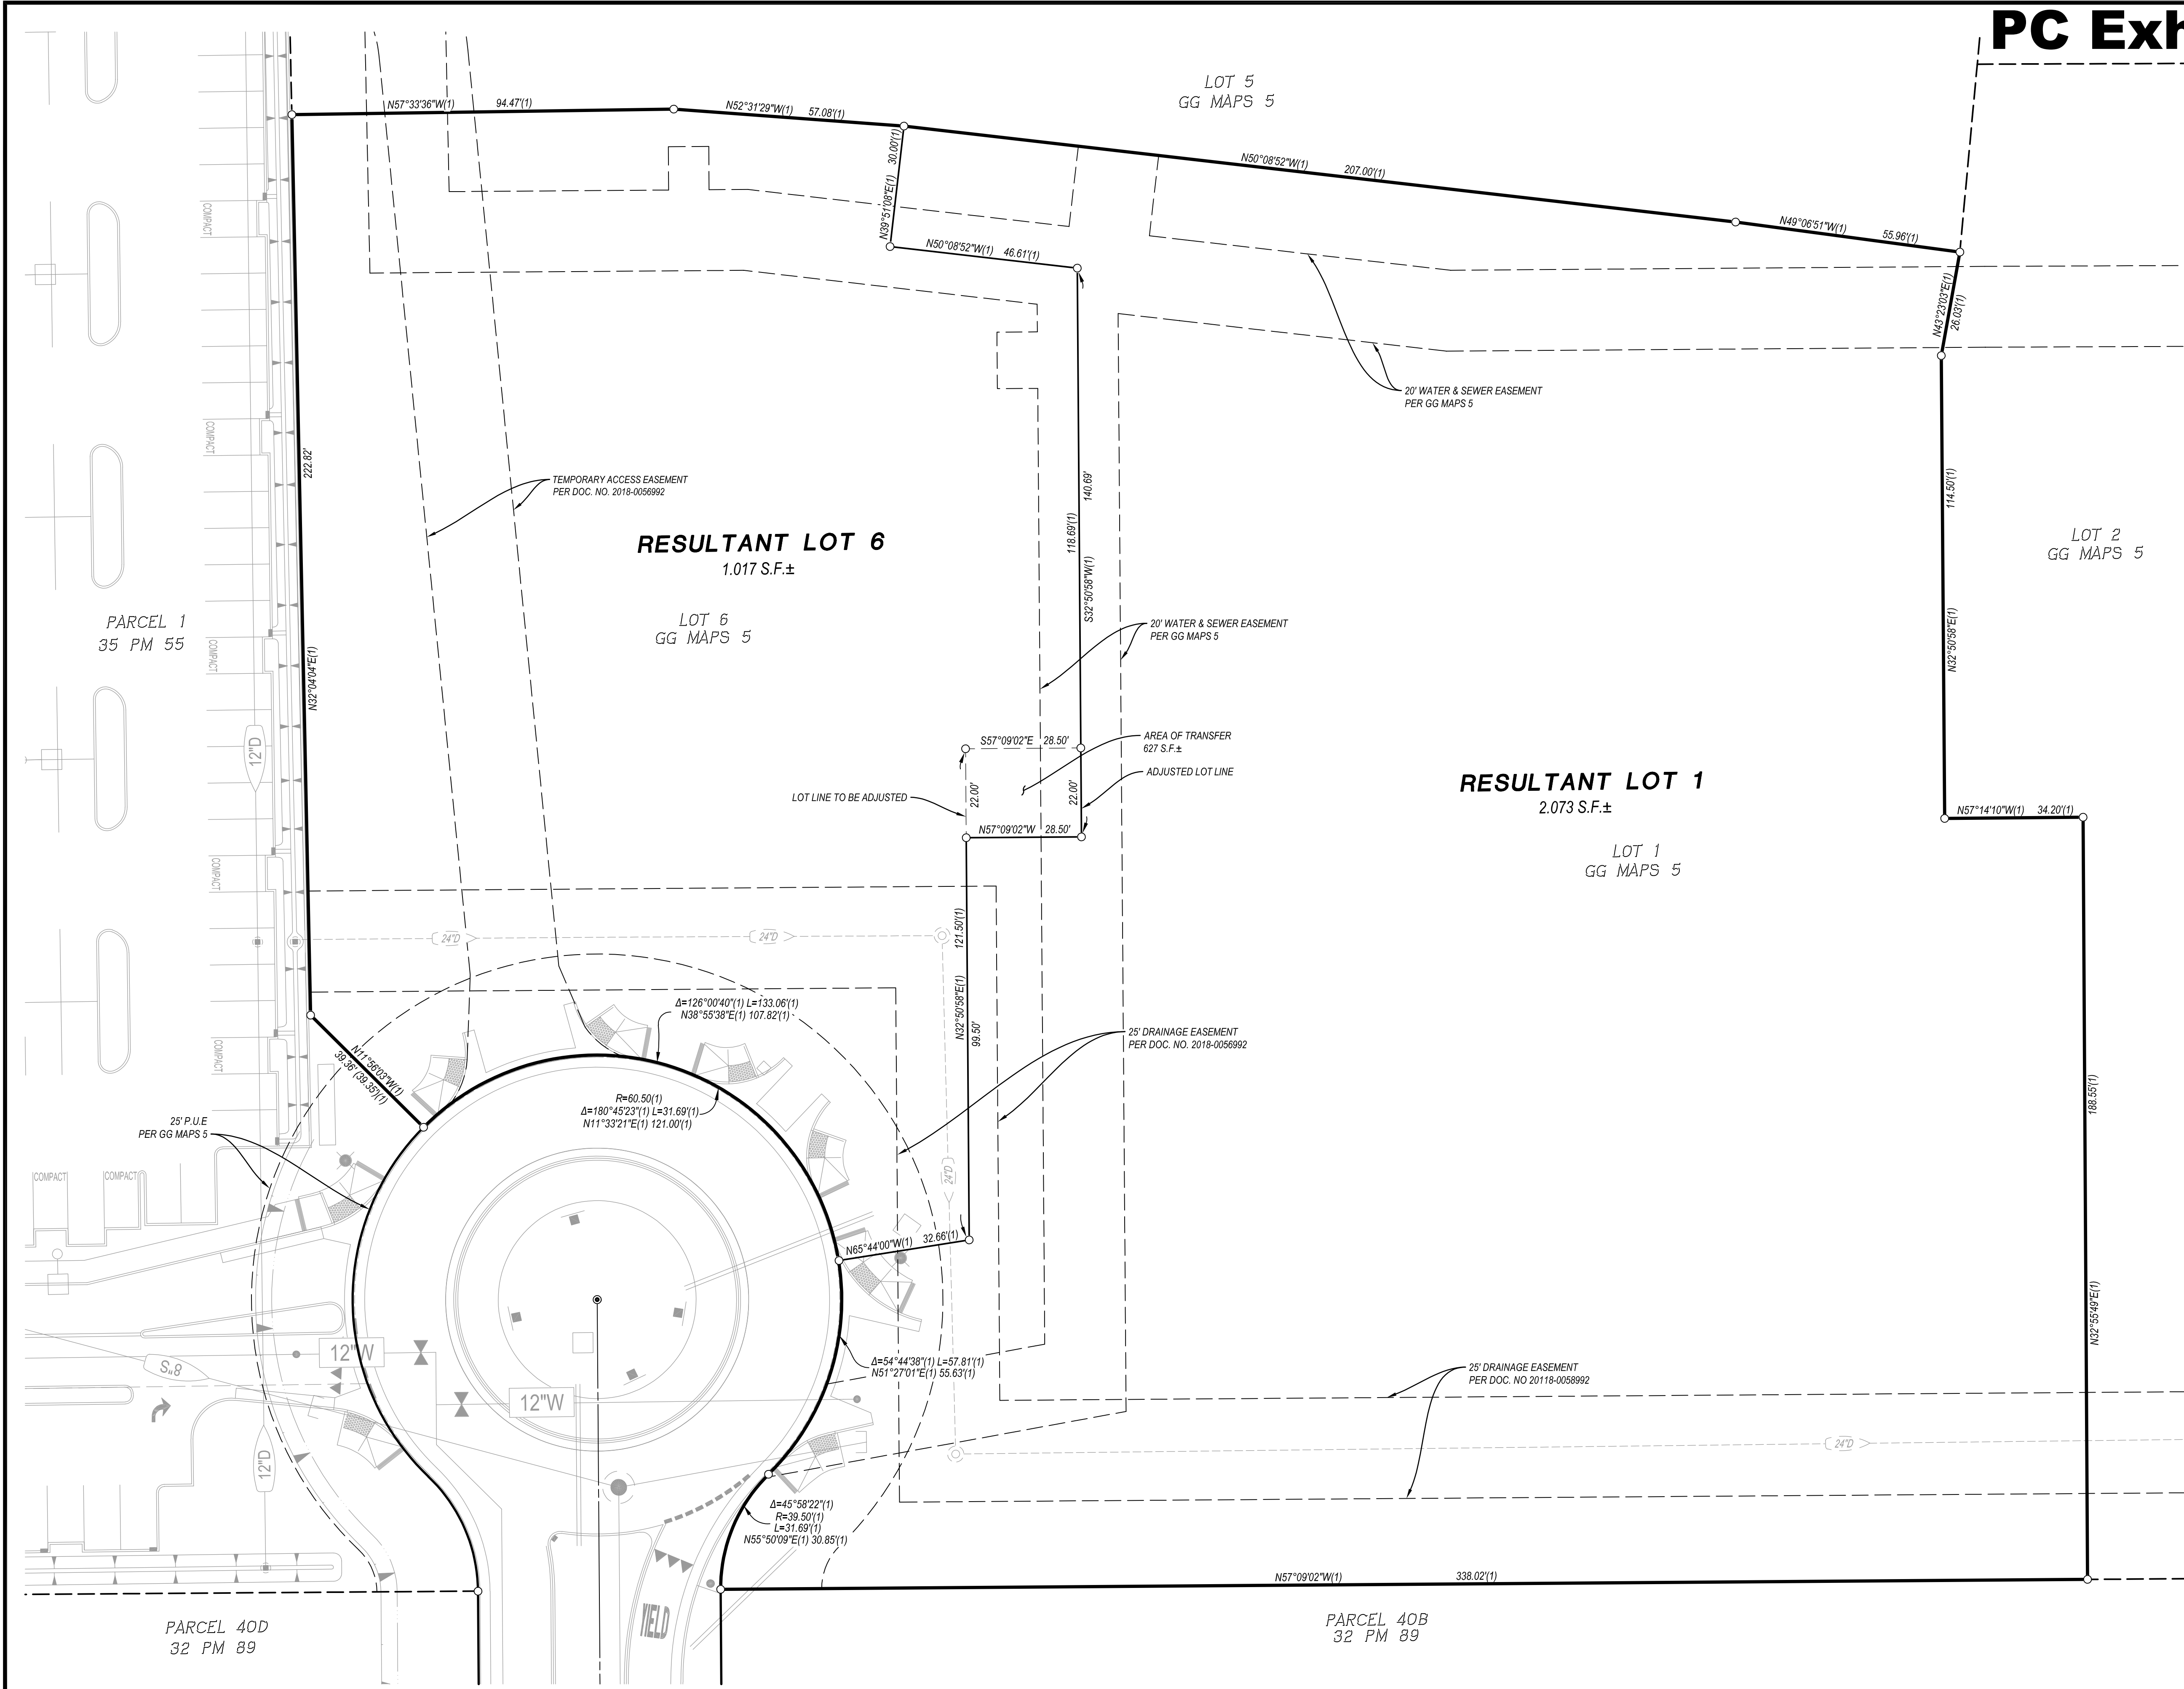 PC Exh
LOT 5
GG MAPS 5
N57°33'36"W(1) 94.47'(1)
N52°31'29"W(1) 57.08'(1)
N39°51'08"E(1) 30.00'(1)
N50°08'52"W(1) 207.00'(1)
N49°06'51"W(1) 55.96'(1)
N50°08'52"W(1) 46.61'(1)
N43°23'03"E(1)
26.03'(1)
COMPACT
20' WATER & SEWER EASEMENT
PER GG MAPS 5
COMPACT
222.82'
N32°04'04"E(1)
TEMPORARY ACCESS EASEMENT
PER DOC. NO. 2018-0056992
RESULTANT LOT 6
1.017 S.F.±
LOT 6
GG MAPS 5
140.69'
118.69'(1)
S32°50'58"W(1)
114.50'(1)
N32°50'58"E(1)
LOT 2
GG MAPS 5
PARCEL 1
35 PM 55
COMPACT
20' WATER & SEWER EASEMENT
PER GG MAPS 5
12"D
S57°09'02"E 28.50'
AREA OF TRANSFER
627 S.F.±
ADJUSTED LOT LINE
LOT LINE TO BE ADJUSTED
22.00'
22.00'
N57°09'02"W 28.50'
RESULTANT LOT 1
2.073 S.F.±
LOT 1
GG MAPS 5
N57°14'10"W(1) 34.20'(1)
COMPACT
24"D
24"D
121.50'(1)
N32°50'58"E(1)
99.50'
Δ=126°00'40"(1) L=133.06'(1)
N38°55'38"E(1) 107.82'(1)
25' DRAINAGE EASEMENT
PER DOC. NO. 2018-0056992
COMPACT
N11°56'03"W(1)
39.36' (39.35')(1)
R=60.50(1)
Δ=180°45'23"(1) L=31.69'(1)
N11°33'21"E(1) 121.00'(1)
25' P.U.E
PER GG MAPS 5
188.55'(1)
N32°55'49"E(1)
COMPACT
COMPACT
24"D
N65°44'00"W(1) 32.66'(1)
12"W
8"S
12"W
Δ=54°44'38"(1) L=57.81'(1)
N51°27'01"E(1) 55.63'(1)
25' DRAINAGE EASEMENT
PER DOC. NO 20118-0058992
12"D
24"D
Δ=45°58'22"(1)
R=39.50'(1)
L=31.69'(1)
N55°50'09"E(1) 30.85'(1)
N57°09'02"W(1) 338.02'(1)
YIELD
PARCEL 40D
32 PM 89
PARCEL 40B
32 PM 89